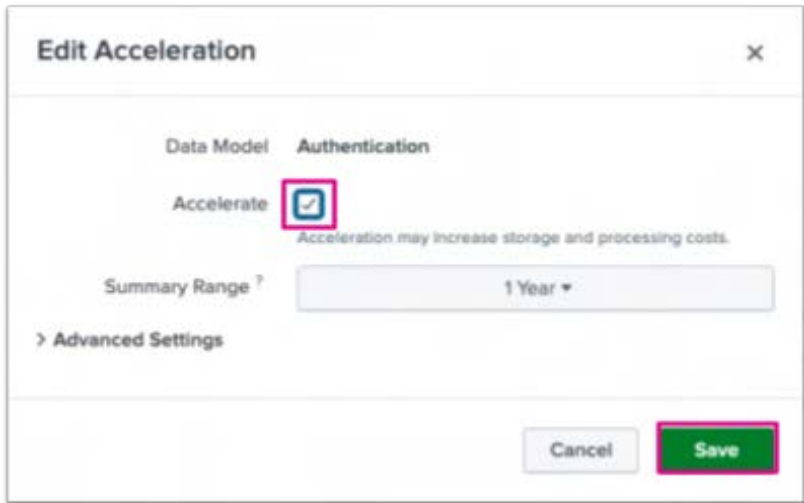 Edit Acceleration ×
Data Model Authentication
Accelerate
Acceleration may increase storage and processing costs.
Summary Range ? 1 Year
> Advanced Settings
Cancel Save